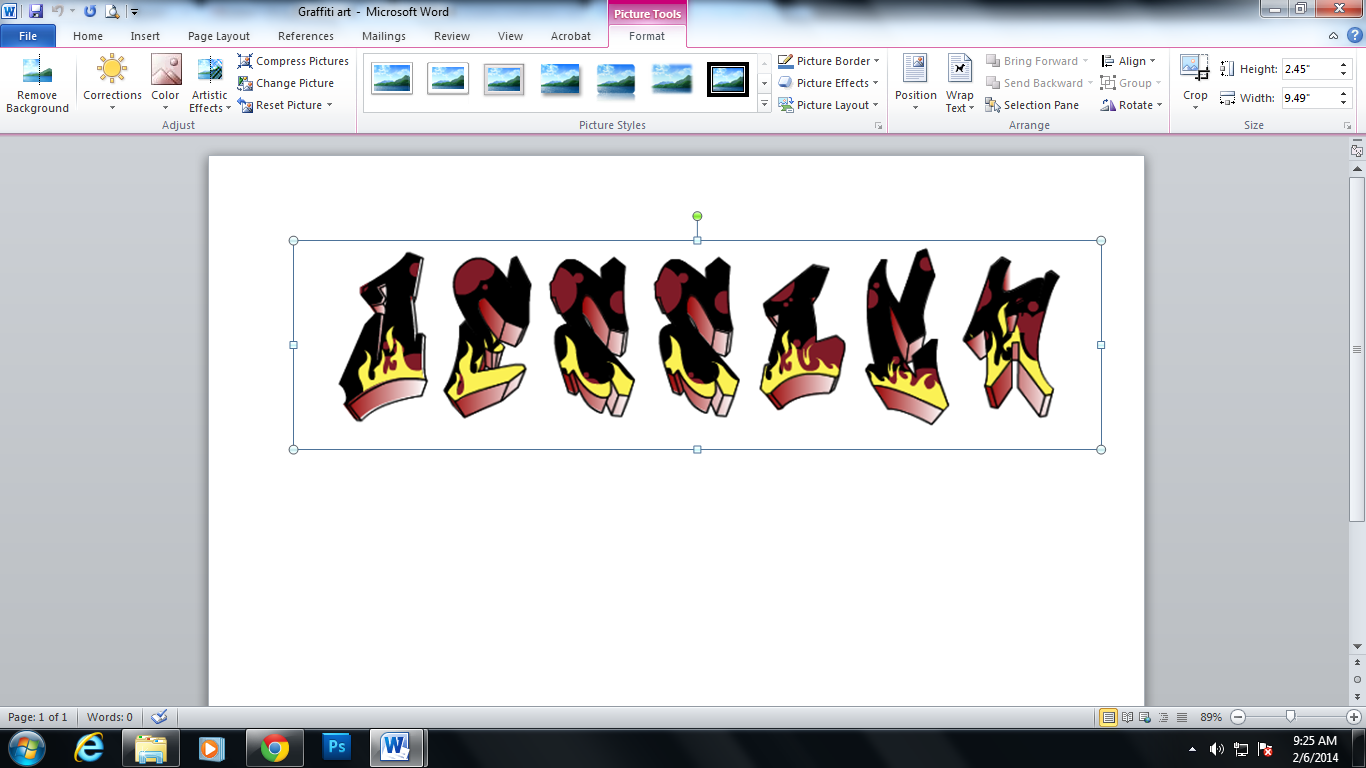 Graffiti art - Microsoft Word
Picture Tools
File Home Insert Page Layout References Mailings Review View Acrobat Format
Remove Background
Corrections
Color
Artistic Effects
Compress Pictures
Change Picture
Reset Picture
Adjust
Picture Styles
Picture Border
Picture Effects
Picture Layout
Position
Wrap Text
Bring Forward
Send Backward
Selection Pane
Align
Group
Rotate
Arrange
Crop
Height: 2.45"
Width: 9.49"
Size
JESSICA
Page: 1 of 1 Words: 0 89%
Ps
W
9:25 AM
2/6/2014